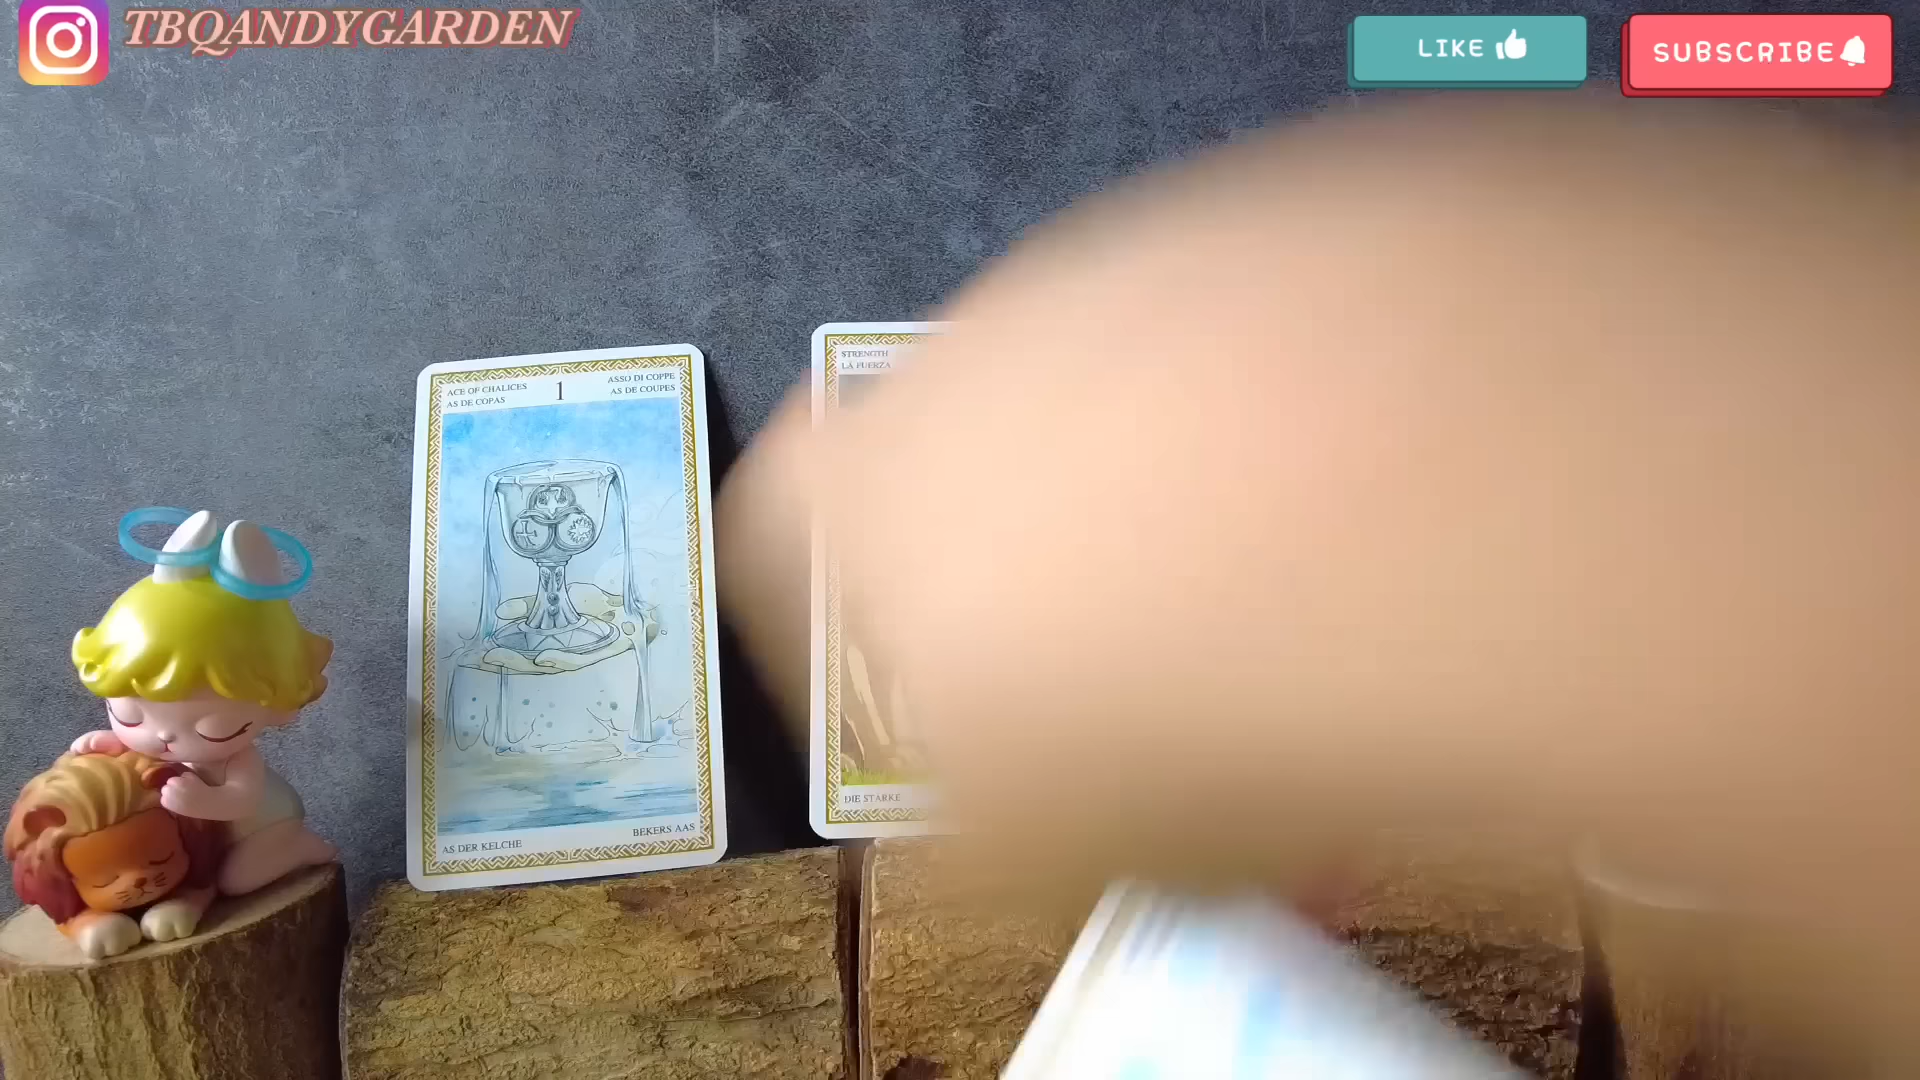 TBQANDYGARDEN
LIKE
SUBSCRIBE
ACE OF CHALICES
AS DE COPAS
1
ASSO DI COPPE
AS DE COUPES
AS DER KELCHE
BEKERS AAS
STRENGTH
LA FUERZA
DIE STARKE